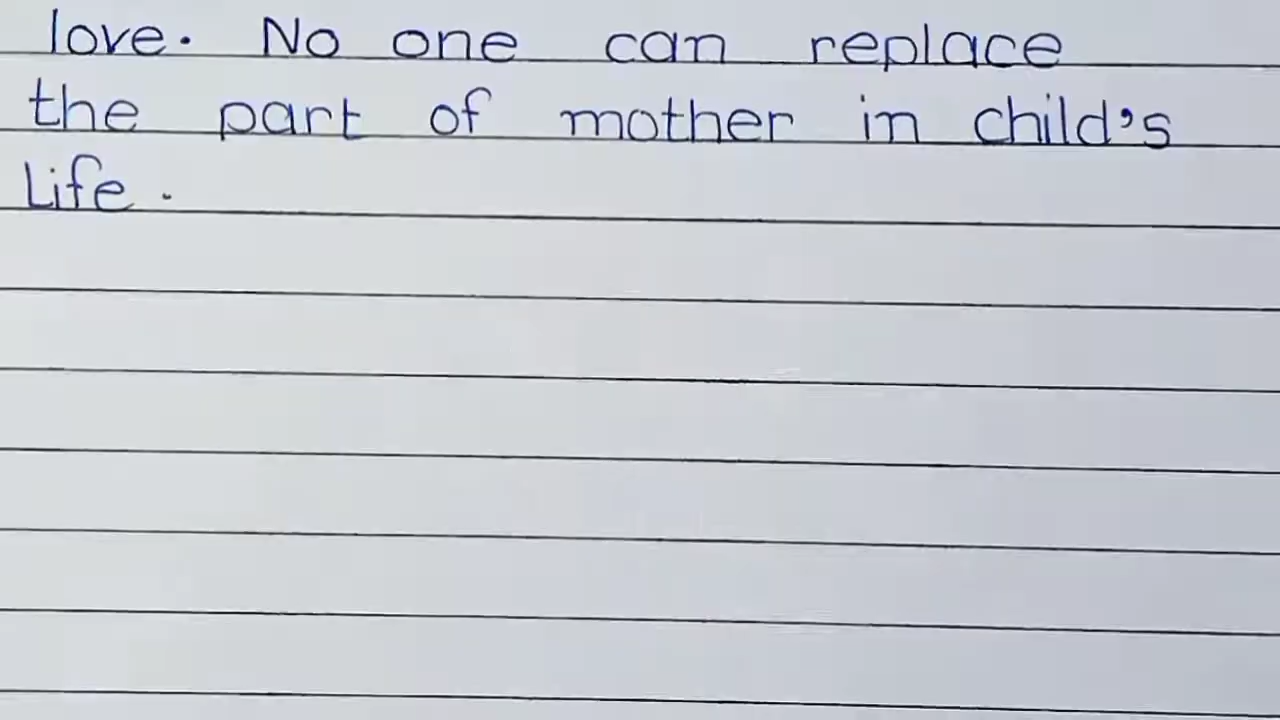 love. No one can replace
the part of mother in child's
Life.